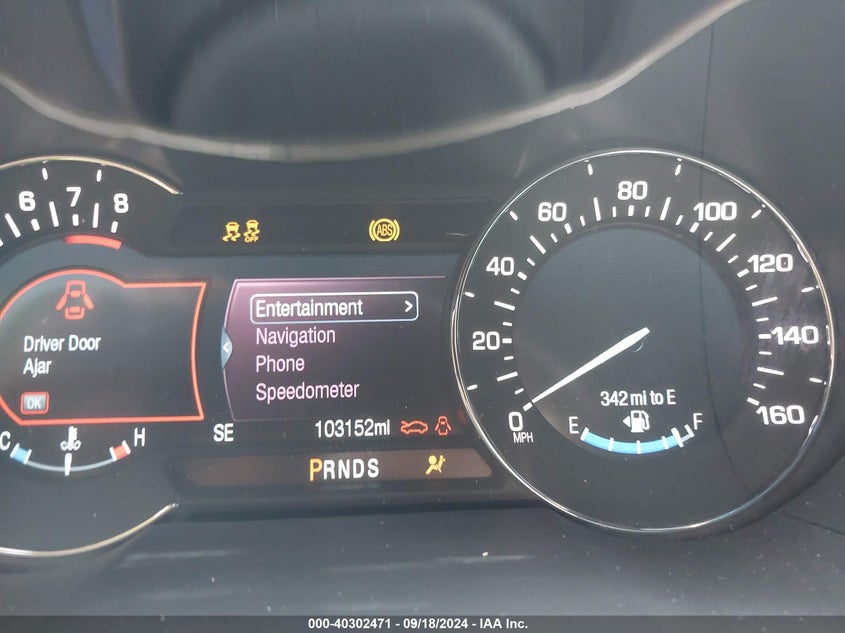 6 7 8
OFF
ABS
Driver Door
Ajar
OK
C H
Entertainment >
Navigation
Phone
Speedometer
SE 103152ml
PRNDS
0 20 40 60 80 100 120 140 160
MPH
342 mi to E
E F
000-40302471 - 09/18/2024 - IAA Inc.